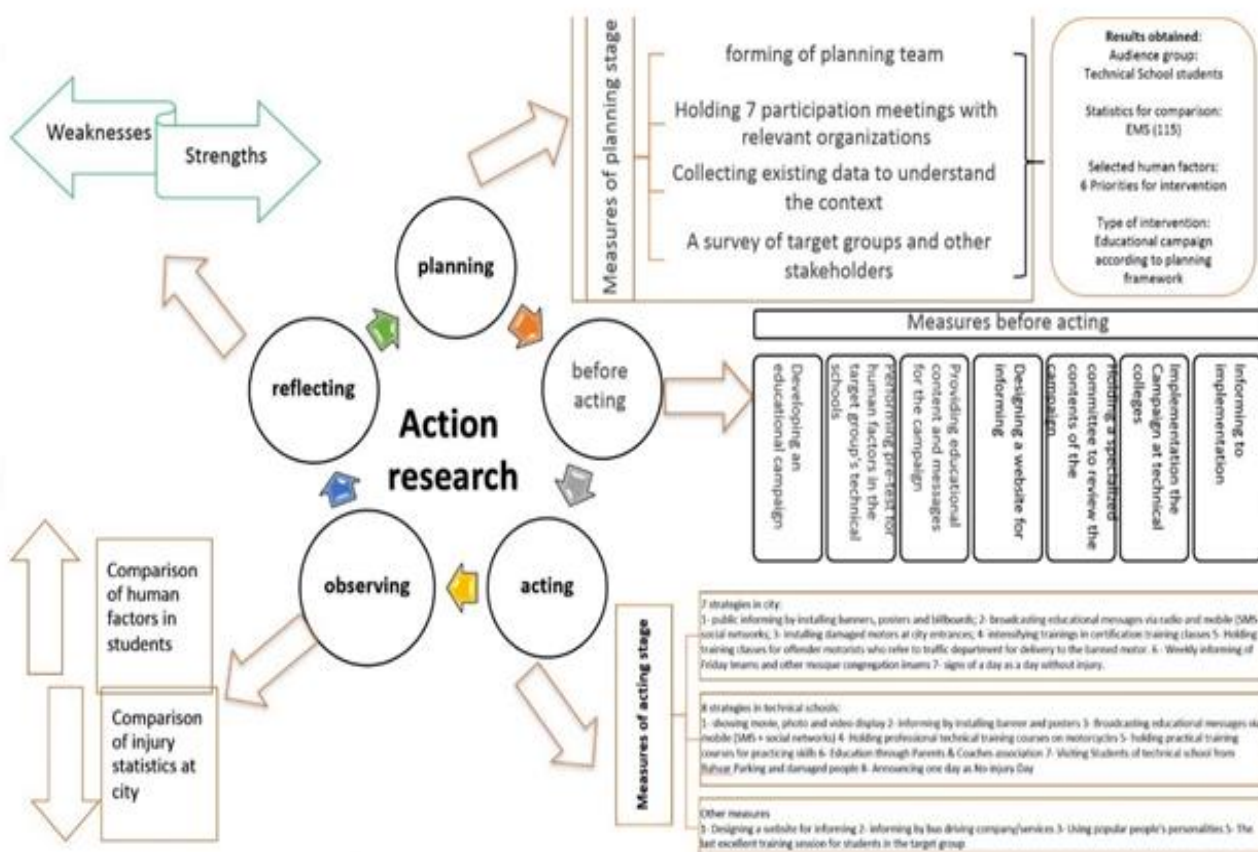 Weaknesses
Strengths
planning
before
acting
acting
observing
reflecting
Action
research
Measures of planning stage
forming of planning team
Holding 7 participation meetings with
relevant organizations
Collecting existing data to understand
the context
A survey of target groups and other
stakeholders
Results obtained:
Audience group:
Technical School students
Statistics for comparison:
EMS (115)
Selected human factors:
6 Priorities for intervention
Type of intervention:
Educational campaign
according to planning
framework
Measures before acting
Developing an
educational campaign
Performing pre-test for
human factors in the
target group's technical
schools
Providing educational
content and messages
for the campaign
Designing a website for
informing
Holding a specialized
committee to review the
contents of the
campaign
Implementation the
Campaign at technical
colleges
Informing to
implementation
Comparison
of human
factors in
students
Comparison
of injury
statistics at
city
Measures of acting stage
7 strategies in city:
1- public informing by installing banners, posters and billboards; 2- broadcasting educational messages via radio and mobile (SMS
social networks; 3- installing damaged motors at city entrances; 4- intensifying trainings in certification training classes 5- Holding
training classes for offender motorists who refer to traffic department for delivery to the banned motor. 6 - Weekly informing of
Friday Imams and other mosque congregation imams 7- signs of a day as a day without injury.
8 strategies in technical schools:
1- showing movie, photo and video display 2- informing by installing banner and posters 3- Broadcasting educational messages via
mobile (SMS + social networks) 4- Holding professional technical training courses on motorcycles 5- holding practical training
courses for practicing skills 6- Education through Parents & Coaches association 7- Visiting Students of technical school from
Parking and damaged people 8- Announcing one day as No-injury Day
Other measures
1- Designing a website for informing 2- informing by bus driving company/services 3- Using popular people's personalities 5- The
last excellent training session for students in the target group